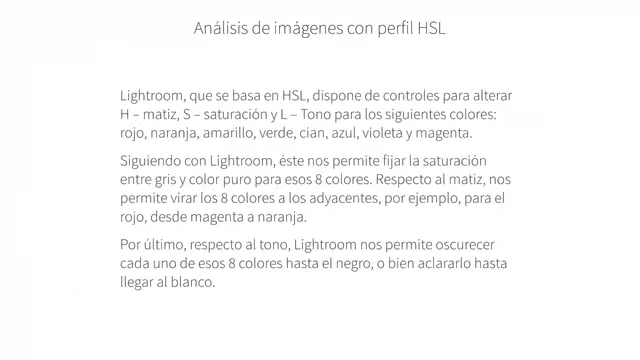 Análisis de imágenes con perfil HSL
Lightroom, que se basa en HSL, dispone de controles para alterar
H – matiz, S – saturación y L – Tono para los siguientes colores:
rojo, naranja, amarillo, verde, cian, azul, violeta y magenta.
Siguiendo con Lightroom, éste nos permite fijar la saturación
entre gris y color puro para esos 8 colores. Respecto al matiz, nos
permite virar los 8 colores a los adyacentes, por ejemplo, para el
rojo, desde magenta a naranja.
Por último, respecto al tono, Lightroom nos permite oscurecer
cada uno de esos 8 colores hasta el negro, o bien aclararlo hasta
llegar al blanco.